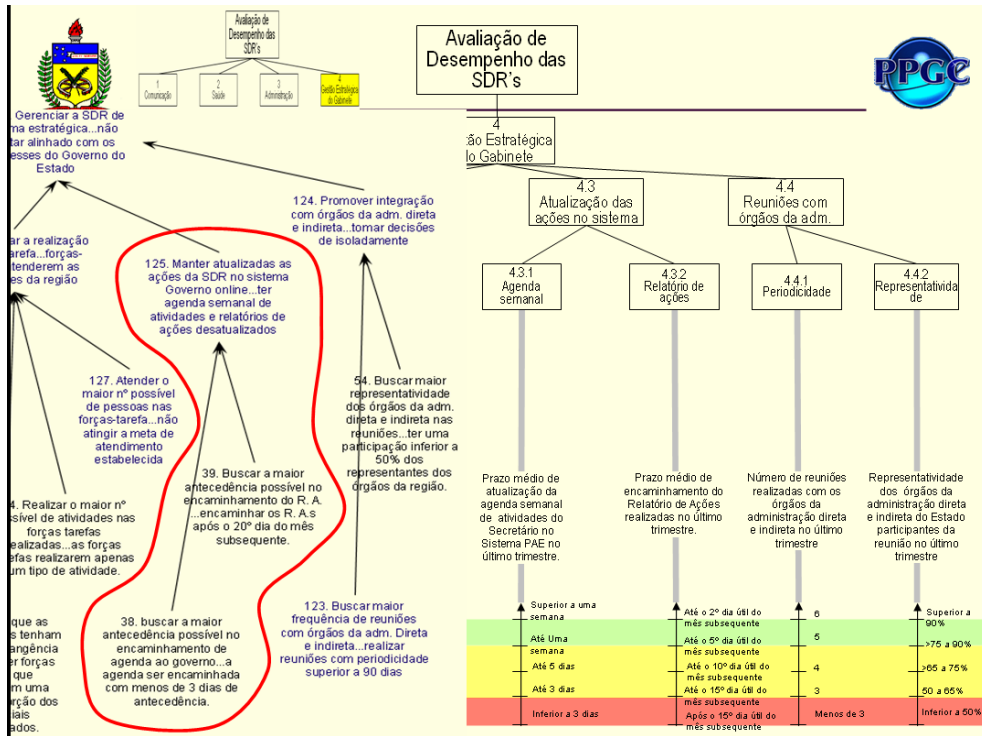 Avaliação de
Desempenho das
SDR's
1
Comunicação
2
Saúde
3
Administração
4
Gestão Estratégica
do Gabinete
Avaliação de
Desempenho das
SDR's
PPGC
Gerenciar a SDR de
ma estratégica...não
tar alinhado com os
esses do Governo do
Estado
4
ão Estratégica
lo Gabinete
4.3
Atualização das
ações no sistema
4.4
Reuniões com
órgãos da adm.
124. Promover integração
com órgãos da adm. direta
e indireta...tomar decisões
de isoladamente
ar a realização
arefa...forças-
tenderem as
es da região
125. Manter atualizadas as
ações da SDR no sistema
Governo online...ter
agenda semanal de
atividades e relatórios de
ações desatualizados
4.3.1
Agenda
semanal
4.3.2
Relatório de
ações
4.4.1
Periodicidade
4.4.2
Representativida
de
127. Atender o
maior nº possível
de pessoas nas
forças-tarefa...não
atingir a meta de
atendimento
estabelecida
54. Buscar maior
representatividade
dos órgãos da adm.
direta e indireta nas
reuniões...ter uma
participação inferior a
50% dos
representantes dos
órgãos da região.
39. Buscar a maior
antecedência possível no
encaminhamento do R. A.
...encaminhar os R. A.s
após o 20º dia do mês
subsequente.
4. Realizar o maior nº
ssível de atividades nas
forças tarefas
ealizadas...as forças
efas realizarem apenas
um tipo de atividade.
Prazo médio de
atualização da
agenda semanal
de atividades do
Secretário no
Sistema PAE no
último trimestre.
Prazo médio de
encaminhamento do
Relatório de Ações
realizadas no último
trimestre.
Número de reuniões
realizadas com os
órgãos da
administração direta
e indireta no último
trimestre
Representatividade
dos órgãos da
administração direta
e indireta do Estado
participantes da
reunião no último
trimestre
que as
s tenham
angência
er forças
que
m uma
orção dos
ciais
ados.
38. buscar a maior
antecedência possível no
encaminhamento de
agenda ao governo...a
agenda ser encaminhada
com menos de 3 dias de
antecedência.
123. Buscar maior
frequência de reuniões
com órgãos da adm. Direta
e indireta...realizar
reuniões com periodicidade
superior a 90 dias
Superior a uma
semana
Até Uma
semana
Até 5 dias
Até 3 dias
Inferior a 3 dias
Até o 2º dia útil do
mês subsequente
Até o 5º dia útil do
mês subsequente
Até o 10º dia útil do
mês subsequente
Até o 15º dia útil do
mês subsequente
Após o 15º dia útil do
mês subsequente
6
5
4
3
Menos de 3
Superior a
90%
>75 a 90%
>65 a 75%
50 a 65%
Inferior a 50%